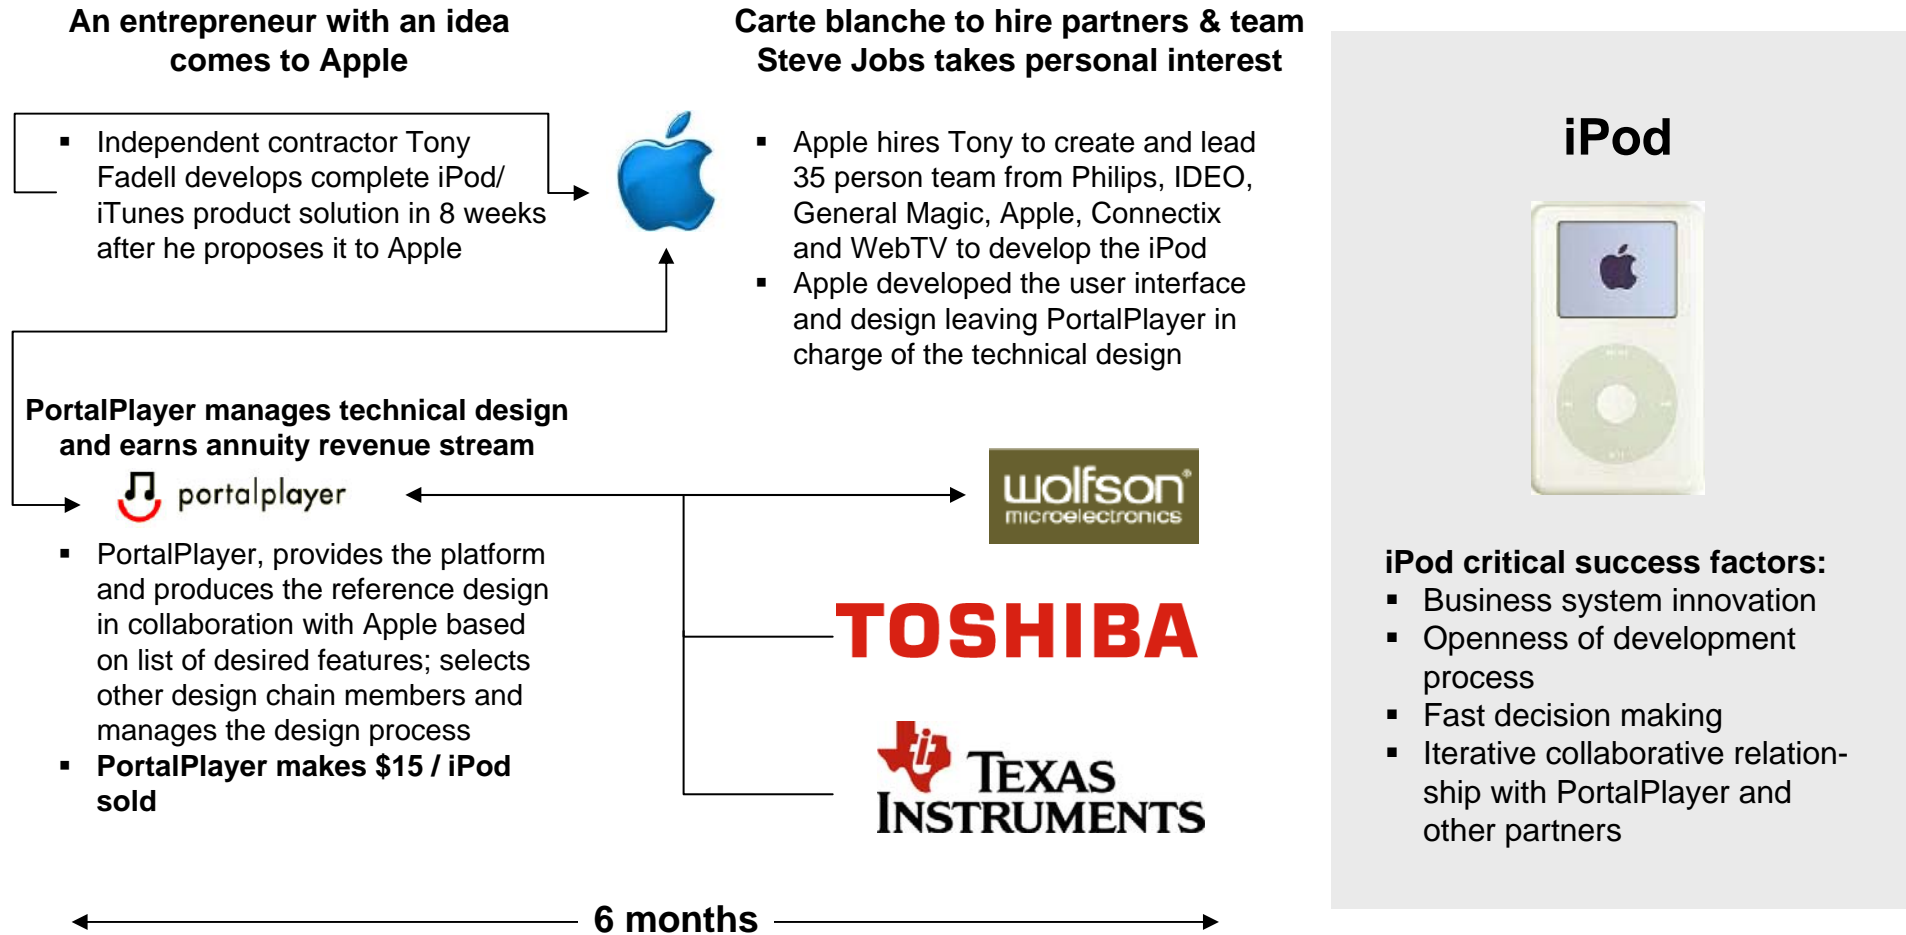 An entrepreneur with an idea
comes to Apple
Independent contractor Tony
Fadell develops complete iPod/
iTunes product solution in 8 weeks
after he proposes it to Apple
Carte blanche to hire partners & team
Steve Jobs takes personal interest
Apple hires Tony to create and lead
35 person team from Philips, IDEO,
General Magic, Apple, Connectix
and WebTV to develop the iPod
Apple developed the user interface
and design leaving PortalPlayer in
charge of the technical design
PortalPlayer manages technical design
and earns annuity revenue stream
portalplayer
PortalPlayer, provides the platform
and produces the reference design
in collaboration with Apple based
on list of desired features; selects
other design chain members and
manages the design process
PortalPlayer makes $15 / iPod
sold
wolfson®
microelectronics
TOSHIBA
TEXAS
INSTRUMENTS
6 months
iPod
iPod critical success factors:
Business system innovation
Openness of development
process
Fast decision making
Iterative collaborative relation-
ship with PortalPlayer and
other partners